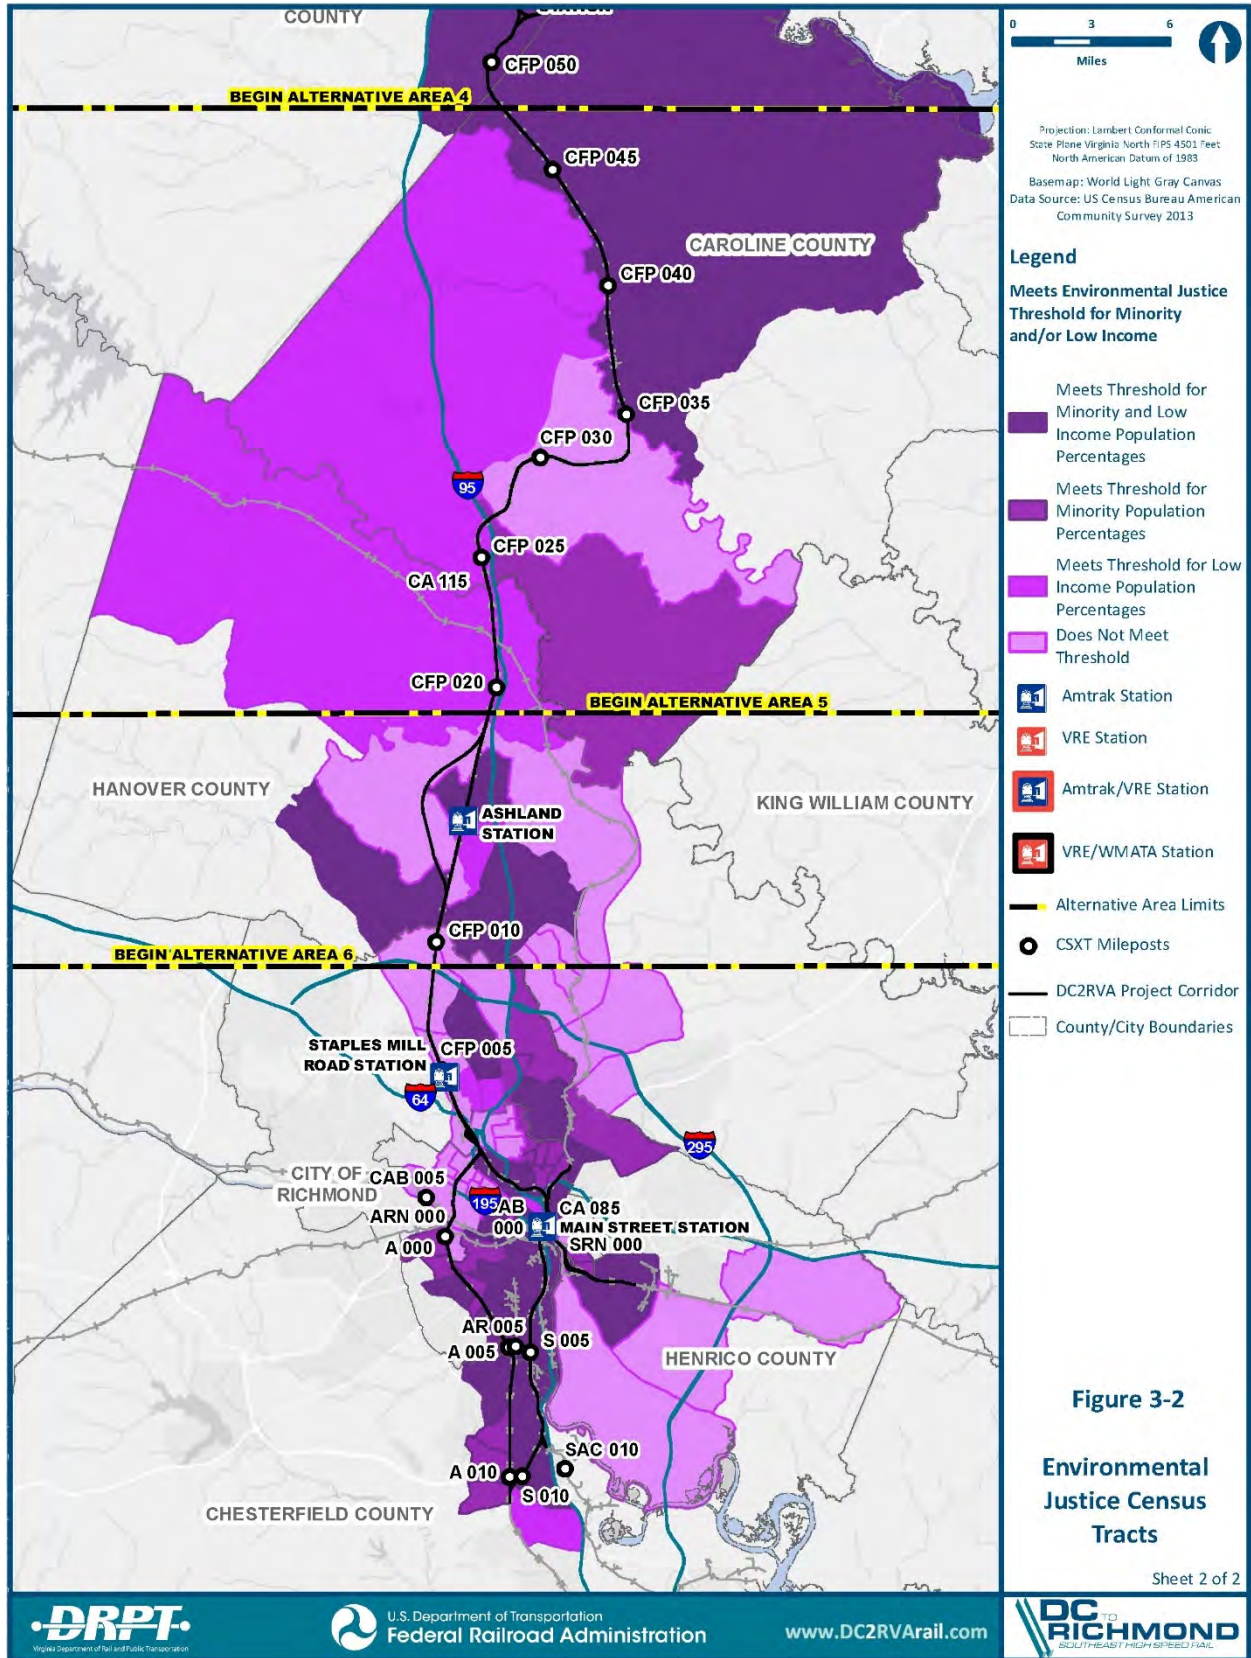 COUNTY
STATION
CFP 050
BEGIN ALTERNATIVE AREA 4
CFP 045
CAROLINE COUNTY
CFP 040
CFP 035
CFP 030
95
CFP 025
CA 115
CFP 020
BEGIN ALTERNATIVE AREA 5
HANOVER COUNTY
KING WILLIAM COUNTY
ASHLAND
STATION
CFP 010
BEGIN ALTERNATIVE AREA 6
STAPLES MILL
ROAD STATION
CFP 005
64
295
CITY OF
RICHMOND
CAB 005
195
ARN 000
AB
000
CA 085
MAIN STREET STATION
SRN 000
A 000
AR 005
A 005
S 005
HENRICO COUNTY
SAC 010
A 010
S 010
CHESTERFIELD COUNTY
0 3 6
Miles
Projection: Lambert Conformal Conic
State Plane Virginia North FIPS 4501 Feet
North American Datum of 1983
Basemap: World Light Gray Canvas
Data Source: US Census Bureau American
Community Survey 2013
Legend
Meets Environmental Justice
Threshold for Minority
and/or Low Income
Meets Threshold for
Minority and Low
Income Population
Percentages
Meets Threshold for
Minority Population
Percentages
Meets Threshold for Low
Income Population
Percentages
Does Not Meet
Threshold
Amtrak Station
VRE Station
Amtrak/VRE Station
VRE/WMATA Station
Alternative Area Limits
CSXT Mileposts
DC2RVA Project Corridor
County/City Boundaries
Figure 3-2
Environmental
Justice Census
Tracts
Sheet 2 of 2
DRPT
Virginia Department of Rail and Public Transportation
U.S. Department of Transportation
Federal Railroad Administration
www.DC2RVArail.com
DC TO
RICHMOND
SOUTHEAST HIGH SPEED RAIL